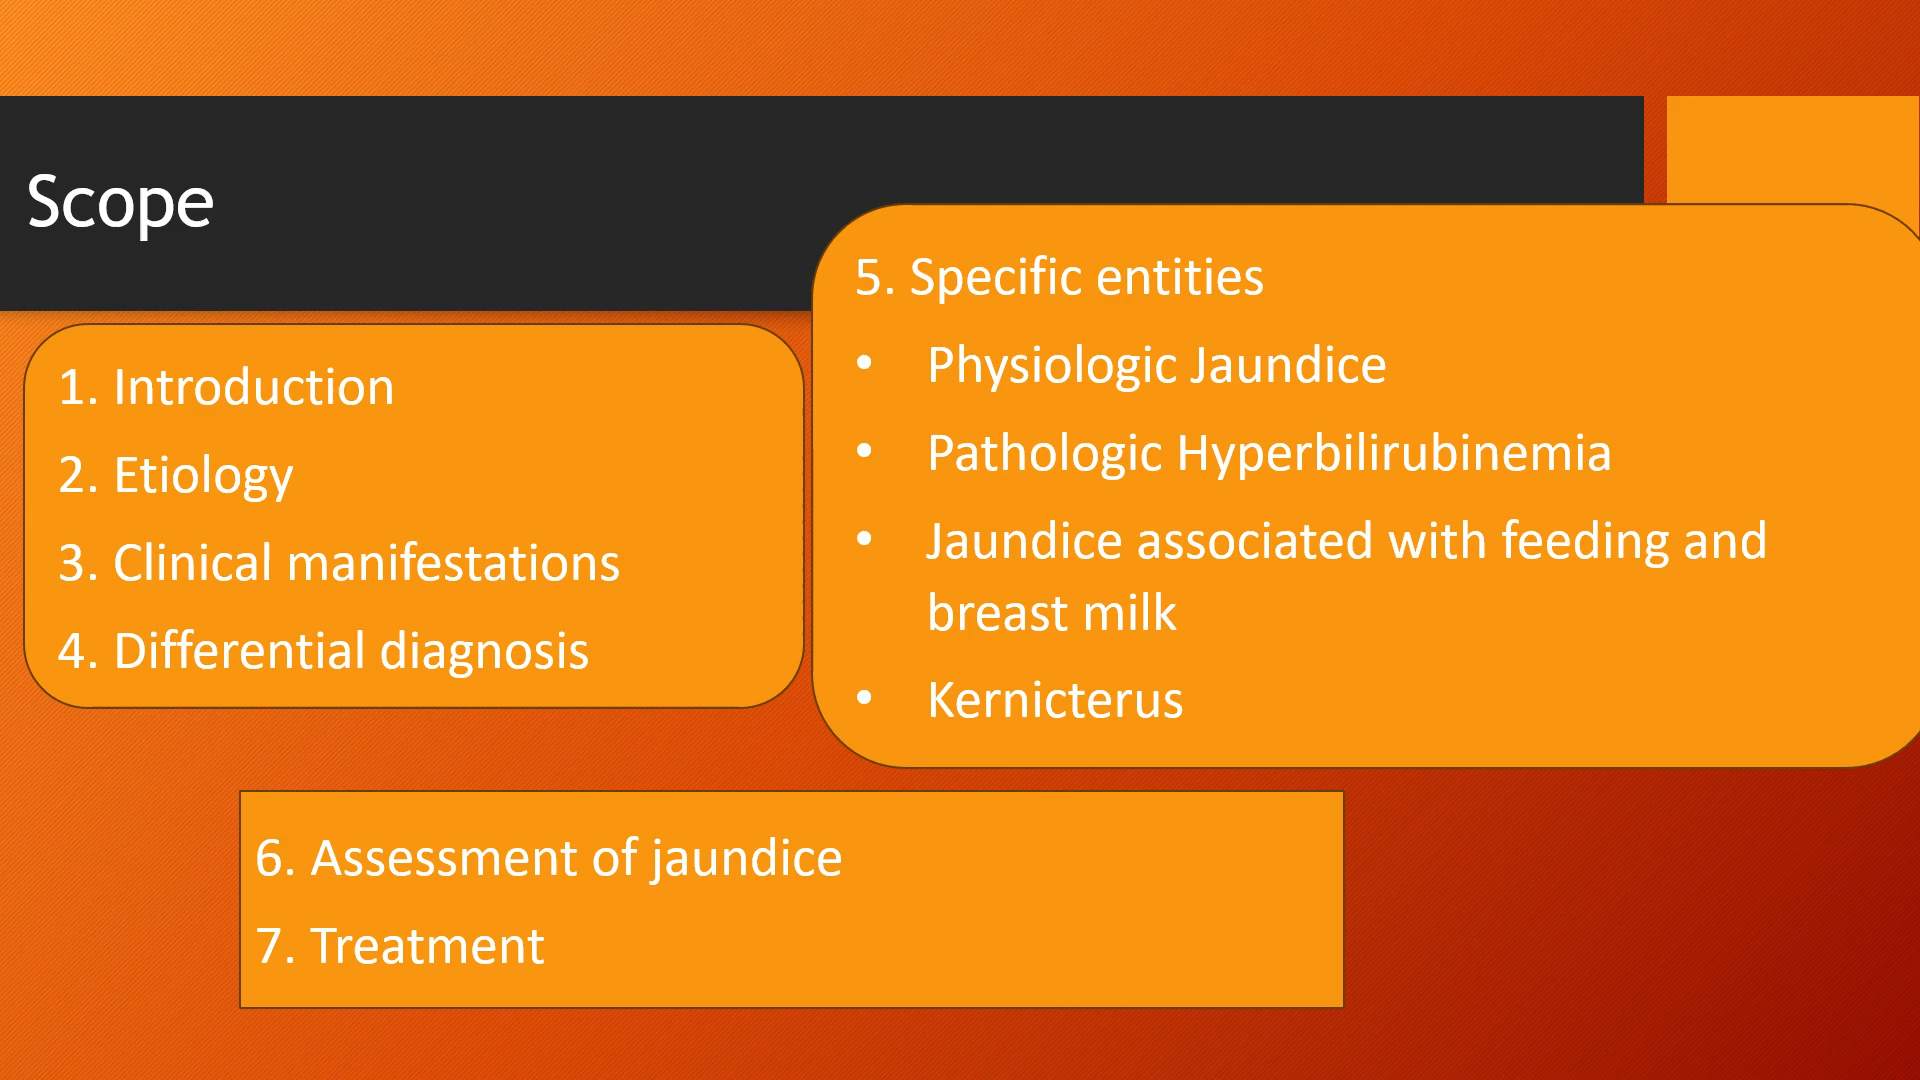 Scope
1. Introduction
2. Etiology
3. Clinical manifestations
4. Differential diagnosis
5. Specific entities
• Physiologic Jaundice
• Pathologic Hyperbilirubinemia
• Jaundice associated with feeding and
breast milk
• Kernicterus
6. Assessment of jaundice
7. Treatment